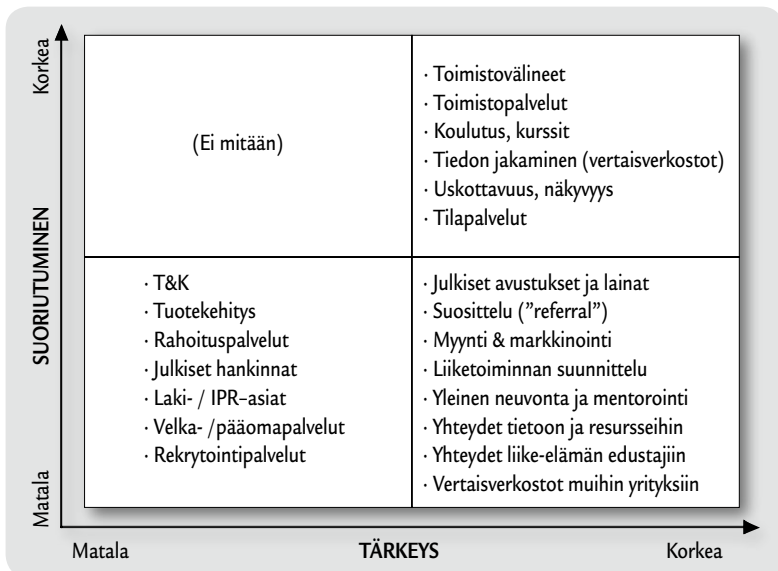 Korkea
(Ei mitään)
· Toimistovälineet
· Toimistopalvelut
· Koulutus, kurssit
· Tiedon jakaminen (vertaisverkostot)
· Uskottavuus, näkyvyys
· Tilapalvelut
SUORIUTUMINEN
· T&K
· Tuotekehitys
· Rahoituspalvelut
· Julkiset hankinnat
· Laki- / IPR–asiat
· Velka- /pääomapalvelut
· Rekrytointipalvelut
· Julkiset avustukset ja lainat
· Suosittelu (”referral”)
· Myynti & markkinointi
· Liiketoiminnan suunnittelu
· Yleinen neuvonta ja mentorointi
· Yhteydet tietoon ja resursseihin
· Yhteydet liike-elämän edustajiin
· Vertaisverkostot muihin yrityksiin
Matala
Matala
TÄRKEYS
Korkea